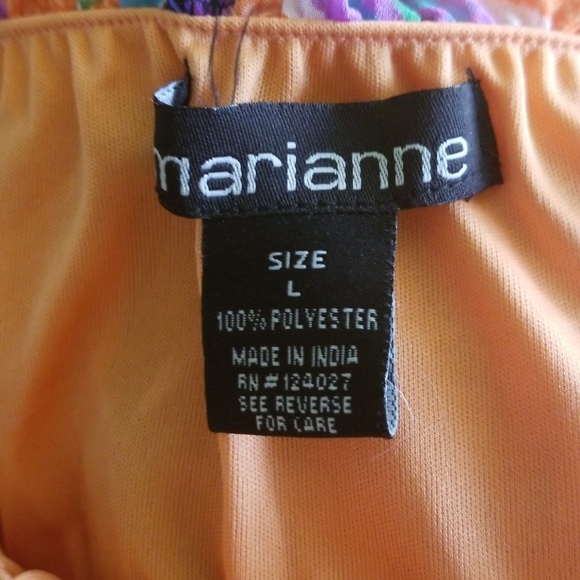 marianne
SIZE
L
100% POLYESTER
MADE IN INDIA
RN#124027
SEE REVERSE
FOR CARE